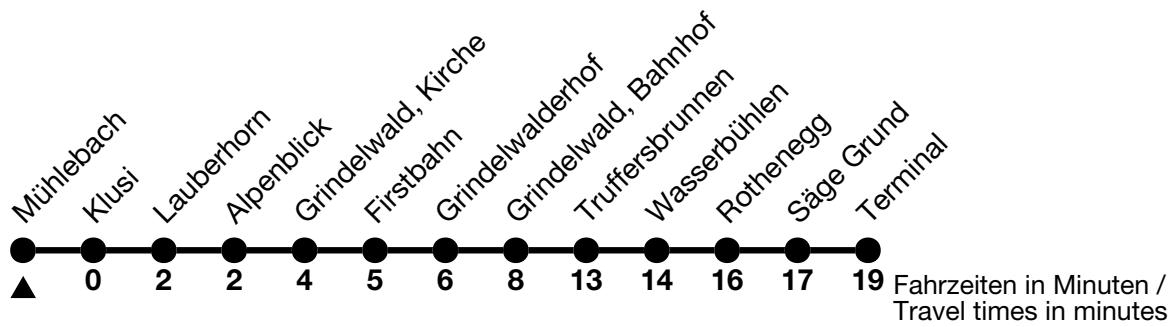 Mühlebach
Klusi
Lauberhorn
Alpenblick
Grindelwald, Kirche
Firstbahn
Grindelwalderhof
Grindelwald, Bahnhof
Truffersbrunnen
Wasserbühlen
Rothenegg
Säge Grund
Terminal
0 2 2 4 5 6 8 13 14 16 17 19
Fahrzeiten in Minuten /
Travel times in minutes